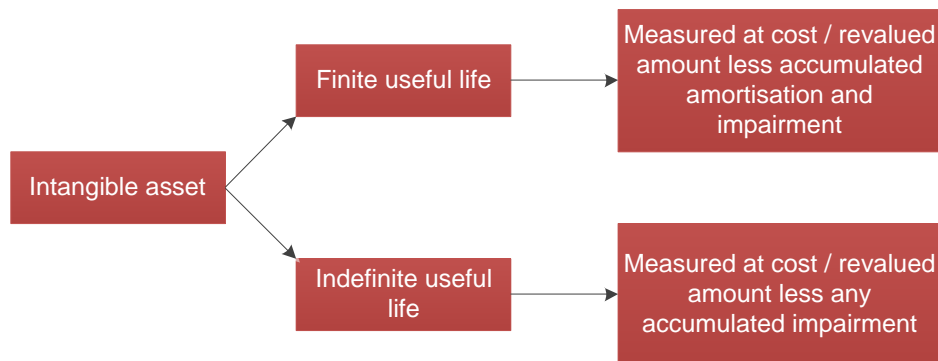 Intangible asset
Finite useful life
Measured at cost / revalued
amount less accumulated
amortisation and
impairment
Indefinite useful
life
Measured at cost / revalued
amount less any
accumulated impairment